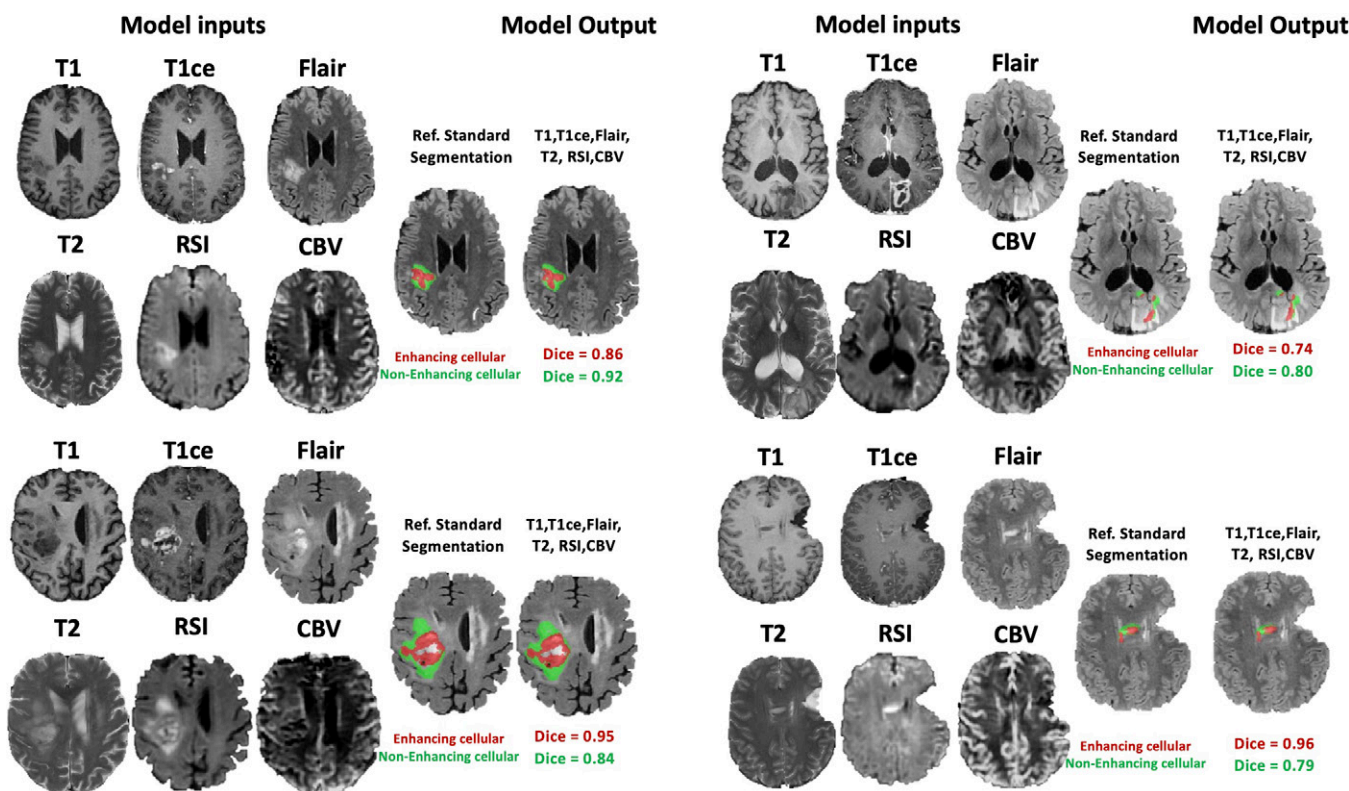 Model inputs
Model Output
T1
T1ce
Flair
Ref. Standard
Segmentation
T1,T1ce,Flair,
T2, RSI,CBV
T2
RSI
CBV
Enhancing cellular
Non-Enhancing cellular
Dice = 0.86
Dice = 0.92
Model inputs
Model Output
T1
T1ce
Flair
Ref. Standard
Segmentation
T1,T1ce,Flair,
T2, RSI,CBV
T2
RSI
CBV
Enhancing cellular
Non-Enhancing cellular
Dice = 0.74
Dice = 0.80
T1
T1ce
Flair
Ref. Standard
Segmentation
T1,T1ce,Flair,
T2, RSI,CBV
T2
RSI
CBV
Enhancing cellular
Non-Enhancing cellular
Dice = 0.95
Dice = 0.84
T1
T1ce
Flair
Ref. Standard
Segmentation
T1,T1ce,Flair,
T2, RSI,CBV
T2
RSI
CBV
Enhancing cellular
Non-Enhancing cellular
Dice = 0.96
Dice = 0.79